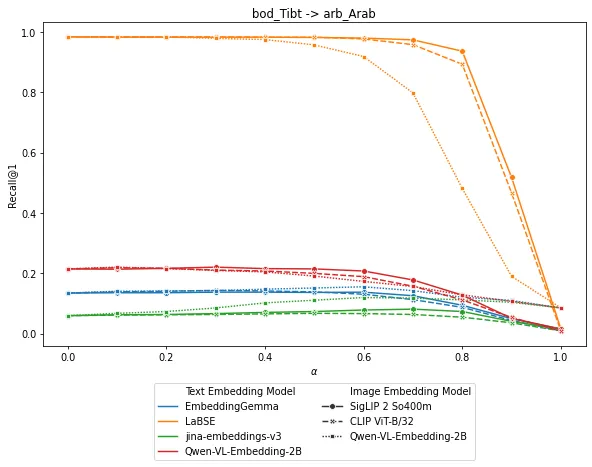 bod_Tibt -> arb_Arab
Recall@1
1.0
0.8
0.6
0.4
0.2
0.0
0.0 0.2 0.4 0.6 0.8 1.0
α
Text Embedding Model Image Embedding Model
EmbeddingGemma SigLIP 2 So400m
LaBSE CLIP ViT-B/32
jina-embeddings-v3 Qwen-VL-Embedding-2B
Qwen-VL-Embedding-2B